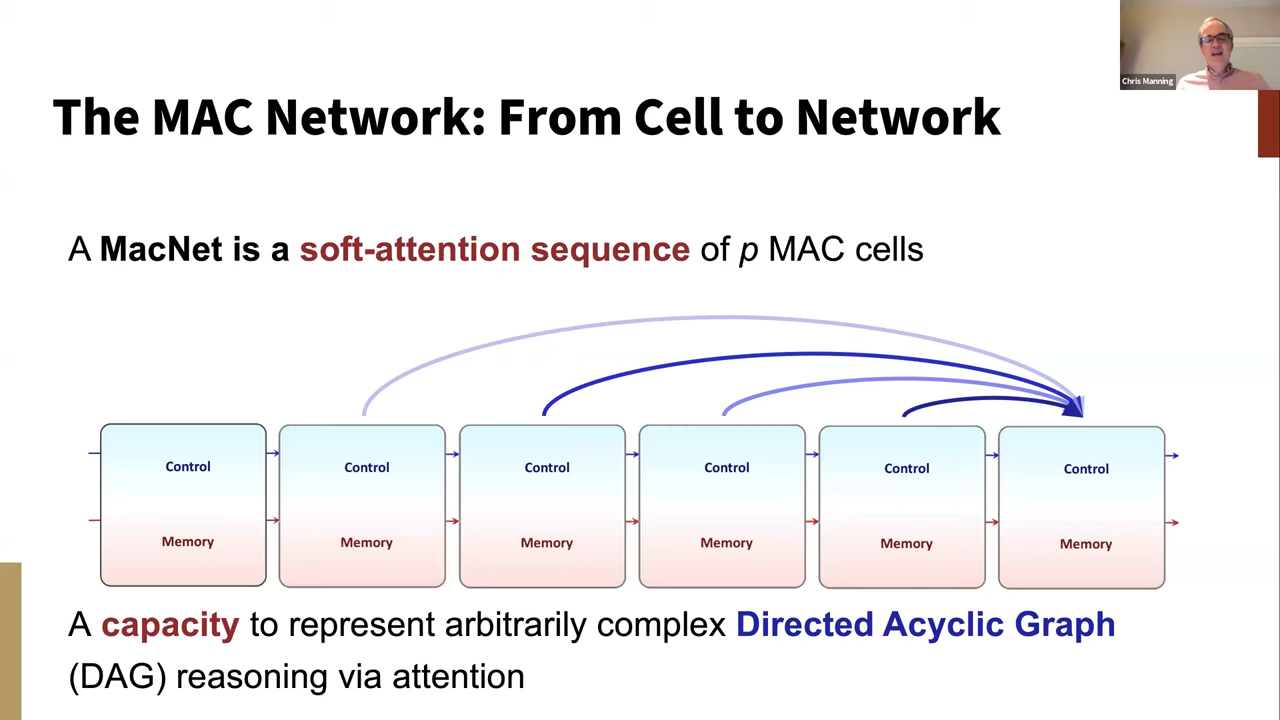 Chris Manning
The MAC Network: From Cell to Network
A MacNet is a soft-attention sequence of p MAC cells
Control Control Control Control Control Control
Memory Memory Memory Memory Memory Memory
A capacity to represent arbitrarily complex Directed Acyclic Graph
(DAG) reasoning via attention